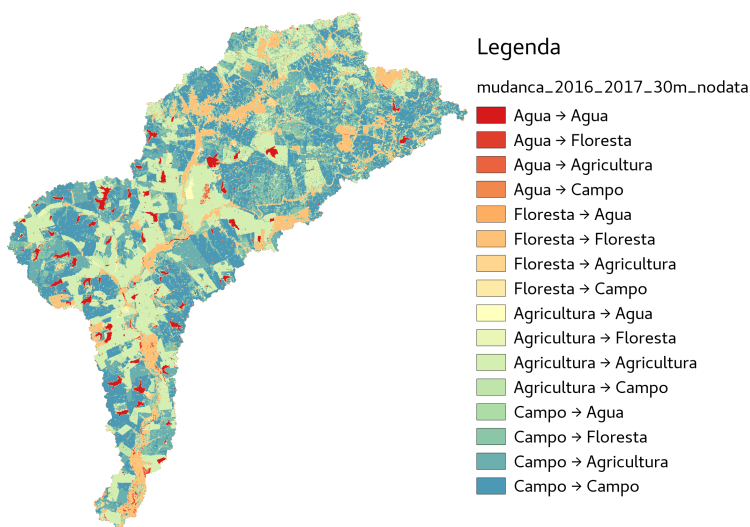 Legenda
mudanca_2016_2017_30m_nodata
Agua → Agua
Agua → Floresta
Agua → Agricultura
Agua → Campo
Floresta → Agua
Floresta → Floresta
Floresta → Agricultura
Floresta → Campo
Agricultura → Agua
Agricultura → Floresta
Agricultura → Agricultura
Agricultura → Campo
Campo → Agua
Campo → Floresta
Campo → Agricultura
Campo → Campo